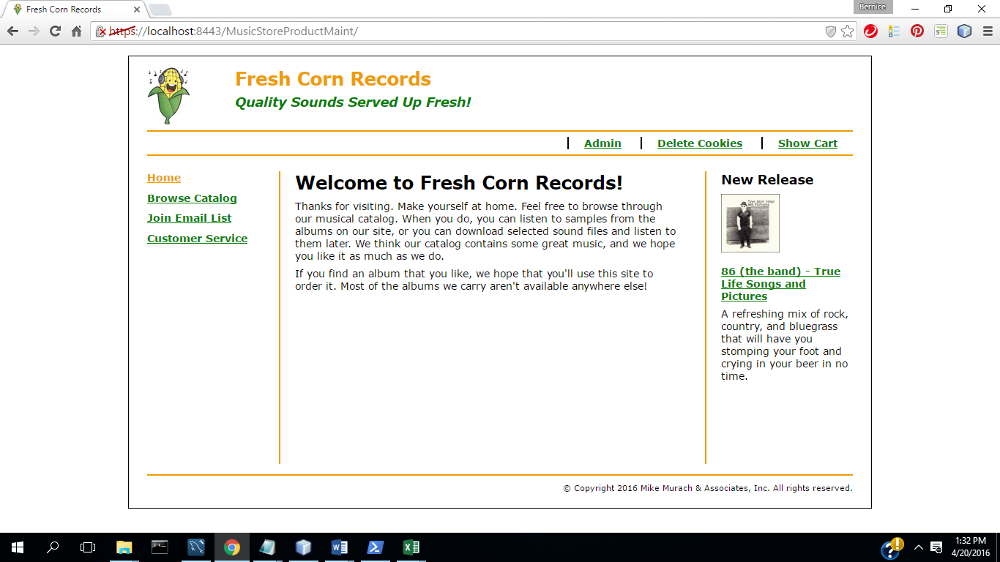 Fresh Corn Records
Bernice
https://localhost:8443/MusicStoreProductMaint/
Fresh Corn Records
Quality Sounds Served Up Fresh!
Admin
Delete Cookies
Show Cart
Home
Browse Catalog
Join Email List
Customer Service
Welcome to Fresh Corn Records!
Thanks for visiting. Make yourself at home. Feel free to browse through
our musical catalog. When you do, you can listen to samples from the
albums on our site, or you can download selected sound files and listen to
them later. We think our catalog contains some great music, and we hope
you like it as much as we do.
If you find an album that you like, we hope that you'll use this site to
order it. Most of the albums we carry aren't available anywhere else!
New Release
True Life Songs
and Pictures
86 (the band) - True
Life Songs and
Pictures
A refreshing mix of rock,
country, and bluegrass
that will have you
stomping your foot and
crying in your beer in no
time.
© Copyright 2016 Mike Murach & Associates, Inc. All rights reserved.
1:32 PM
4/20/2016